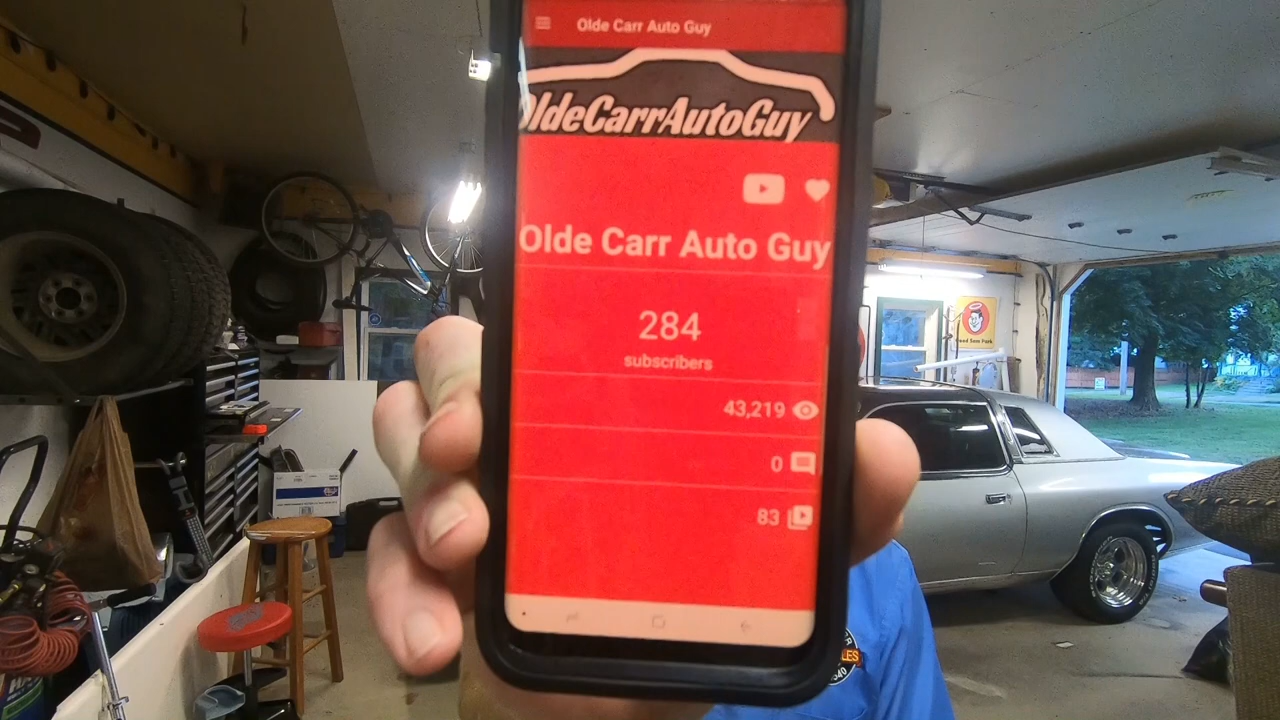 Olde Carr Auto Guy
OldeCarrAutoGuy
Olde Carr Auto Guy
284
subscribers
43,219
0
83